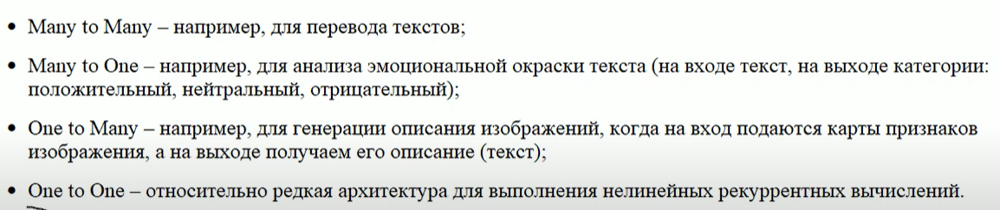 • Many to Many – например, для перевода текстов;
• Many to One – например, для анализа эмоциональной окраски текста (на входе текст, на выходе категории:
положительный, нейтральный, отрицательный);
• One to Many – например, для генерации описания изображений, когда на вход подаются карты признаков
изображения, а на выходе получаем его описание (текст);
• One to One – относительно редкая архитектура для выполнения нелинейных рекуррентных вычислений.